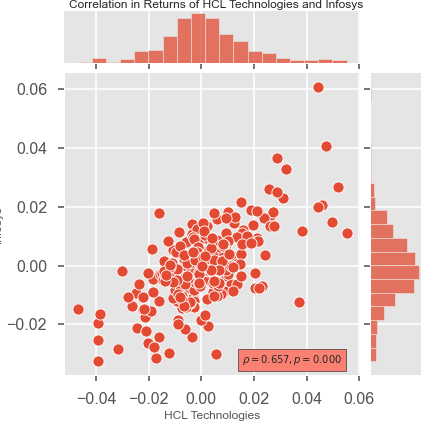 Correlation in Returns of HCL Technologies and Infosys
0.06
0.04
0.02
0.00
−0.02
−0.04 −0.02 0.00 0.02 0.04 0.06
ρ = 0.657, p = 0.000
HCL Technologies